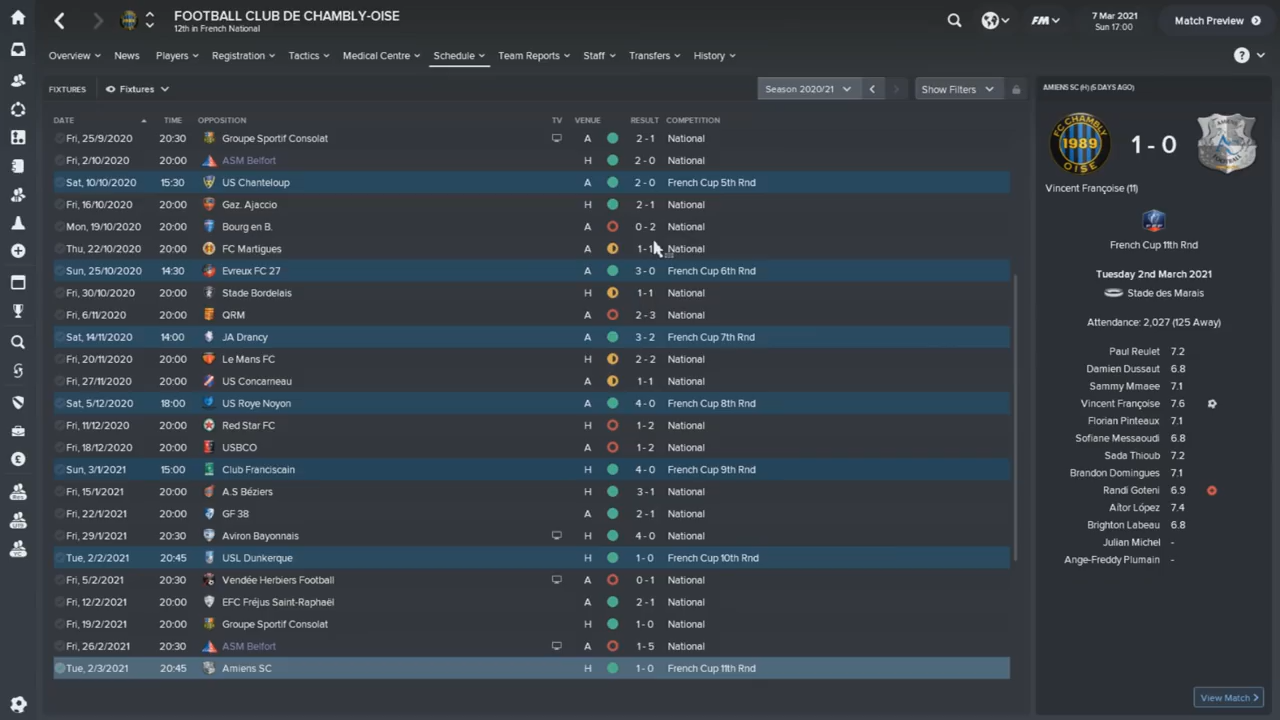 FOOTBALL CLUB DE CHAMBLY-OISE
12th in French National
FM
7 Mar 2021
Sun 17:00
Match Preview
Overview News Players Registration Tactics Medical Centre Schedule Team Reports Staff Transfers History
FIXTURES Fixtures Season 2020/21 Show Filters
DATE TIME OPPOSITION TV VENUE RESULT COMPETITION
Fri, 25/9/2020 20:30 Groupe Sportif Consolat A 2 - 1 National
Fri, 2/10/2020 20:00 ASM Belfort H 2 - 0 National
Sat, 10/10/2020 15:30 US Chanteloup A 2 - 0 French Cup 5th Rnd
Fri, 16/10/2020 20:00 Gaz. Ajaccio H 2 - 1 National
Mon, 19/10/2020 20:00 Bourg en B. A 0 - 2 National
Thu, 22/10/2020 20:00 FC Martigues A 1 - 1 National
Sun, 25/10/2020 14:30 Evreux FC 27 A 3 - 0 French Cup 6th Rnd
Fri, 30/10/2020 20:00 Stade Bordelais H 1 - 1 National
Fri, 6/11/2020 20:00 QRM A 2 - 3 National
Sat, 14/11/2020 14:00 JA Drancy A 3 - 2 French Cup 7th Rnd
Fri, 20/11/2020 20:00 Le Mans FC H 2 - 2 National
Fri, 27/11/2020 20:00 US Concarneau A 1 - 1 National
Sat, 5/12/2020 18:00 US Roye Noyon A 4 - 0 French Cup 8th Rnd
Fri, 11/12/2020 20:00 Red Star FC H 1 - 2 National
Fri, 18/12/2020 20:00 USBCO A 1 - 2 National
Sun, 3/1/2021 15:00 Club Franciscain H 4 - 0 French Cup 9th Rnd
Fri, 15/1/2021 20:00 A.S Béziers H 3 - 1 National
Fri, 22/1/2021 20:00 GF 38 A 2 - 1 National
Fri, 29/1/2021 20:30 Aviron Bayonnais H 4 - 0 National
Tue, 2/2/2021 20:45 USL Dunkerque H 1 - 0 French Cup 10th Rnd
Fri, 5/2/2021 20:30 Vendée Herbiers Football A 0 - 1 National
Fri, 12/2/2021 20:00 EFC Fréjus Saint-Raphaël A 2 - 1 National
Fri, 19/2/2021 20:00 Groupe Sportif Consolat H 1 - 0 National
Fri, 26/2/2021 20:30 ASM Belfort A 1 - 5 National
Tue, 2/3/2021 20:45 Amiens SC H 1 - 0 French Cup 11th Rnd
AMIENS SC (H) (5 DAYS AGO)
FC CHAMBLY
1989
OISE
1 - 0
AMIENS
FOOTBALL
Vincent Françoise (11)
French Cup 11th Rnd
Tuesday 2nd March 2021
Stade des Marais
Attendance: 2,027 (125 Away)
Paul Reulet 7.2
Damien Dussaut 6.8
Sammy Mmaee 7.1
Vincent Françoise 7.6
Florian Pinteaux 7.1
Sofiane Messaoudi 6.8
Sada Thioub 7.2
Brandon Domingues 7.1
Randi Goteni 6.9
Aítor López 7.4
Brighton Labeau 6.8
Julian Michel -
Ange-Freddy Plumain -
View Match